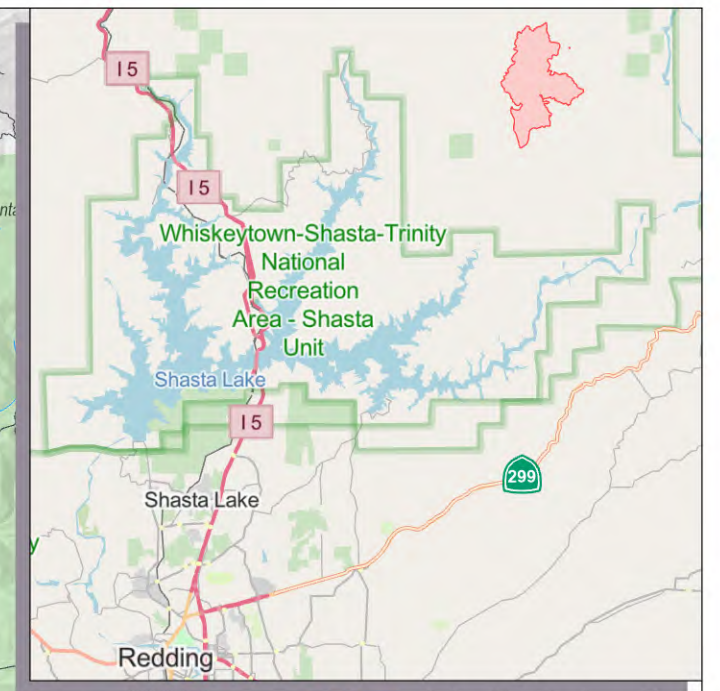 I 5
I 5
Whiskeytown-Shasta-Trinity
National
Recreation
Area - Shasta
Unit
Shasta Lake
I 5
299
Shasta Lake
Redding